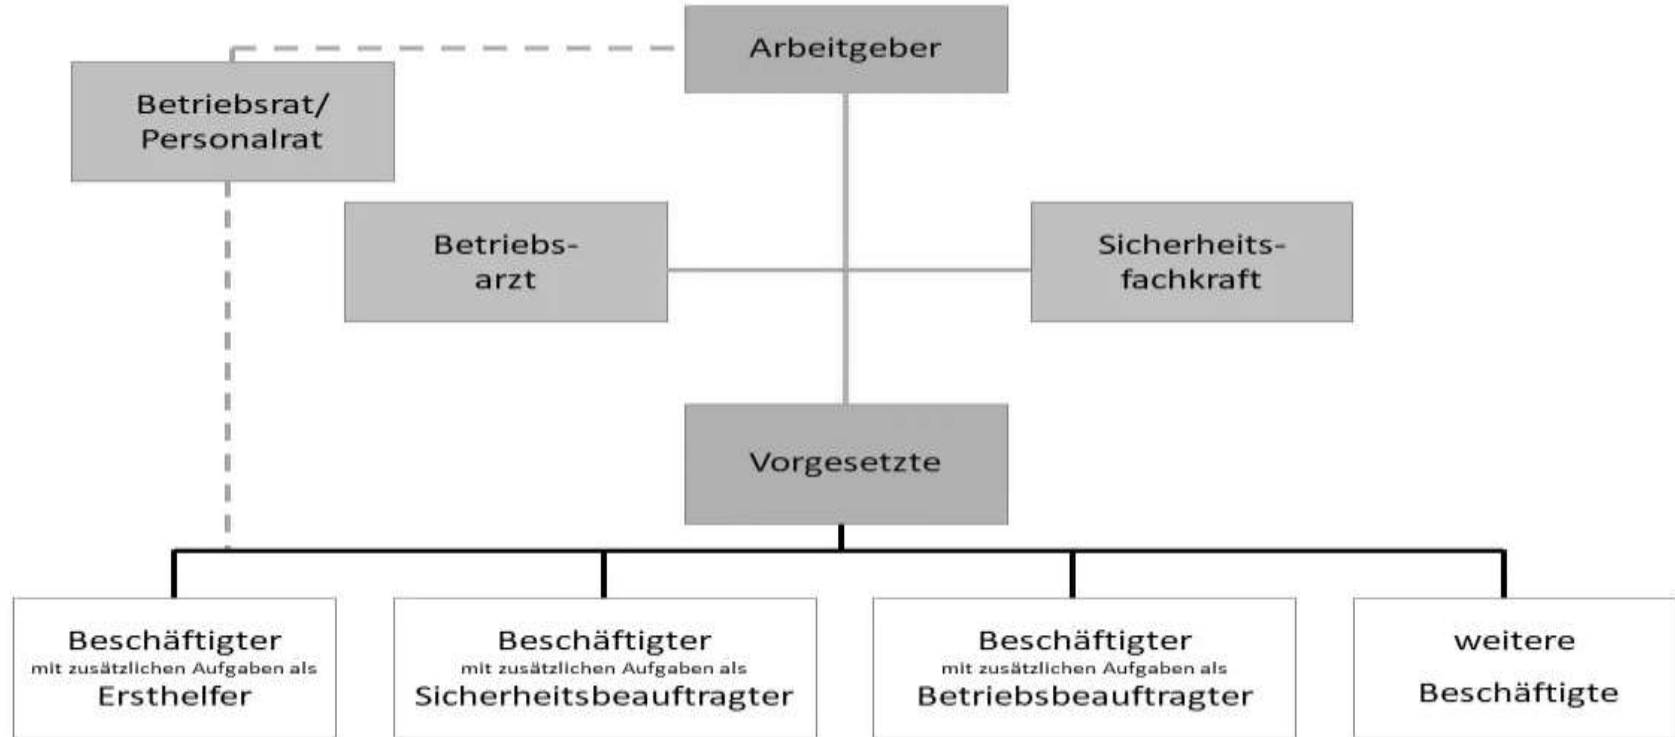 Arbeitgeber
Betriebsrat/
Personalrat
Betriebs-
arzt
Sicherheits-
fachkraft
Vorgesetzte
Beschäftigter
mit zusätzlichen Aufgaben als
Ersthelfer
Beschäftigter
mit zusätzlichen Aufgaben als
Sicherheitsbeauftragter
Beschäftigter
mit zusätzlichen Aufgaben als
Betriebsbeauftragter
weitere
Beschäftigte